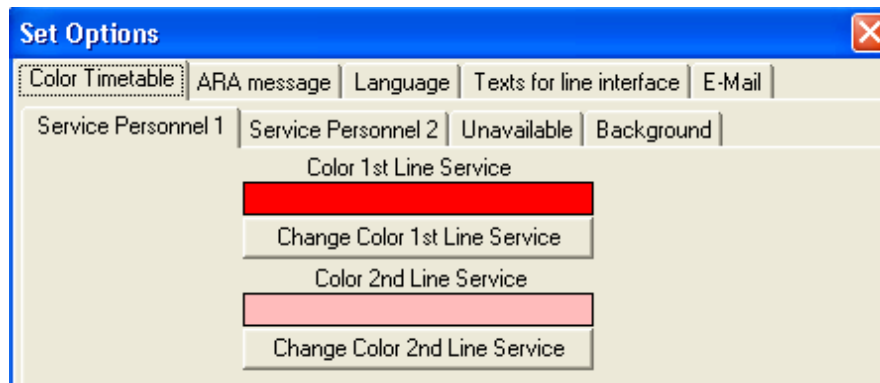 Set Options
Color Timetable ARA message Language Texts for line interface E-Mail
Service Personnel 1 Service Personnel 2 Unavailable Background
Color 1st Line Service
Change Color 1st Line Service
Color 2nd Line Service
Change Color 2nd Line Service